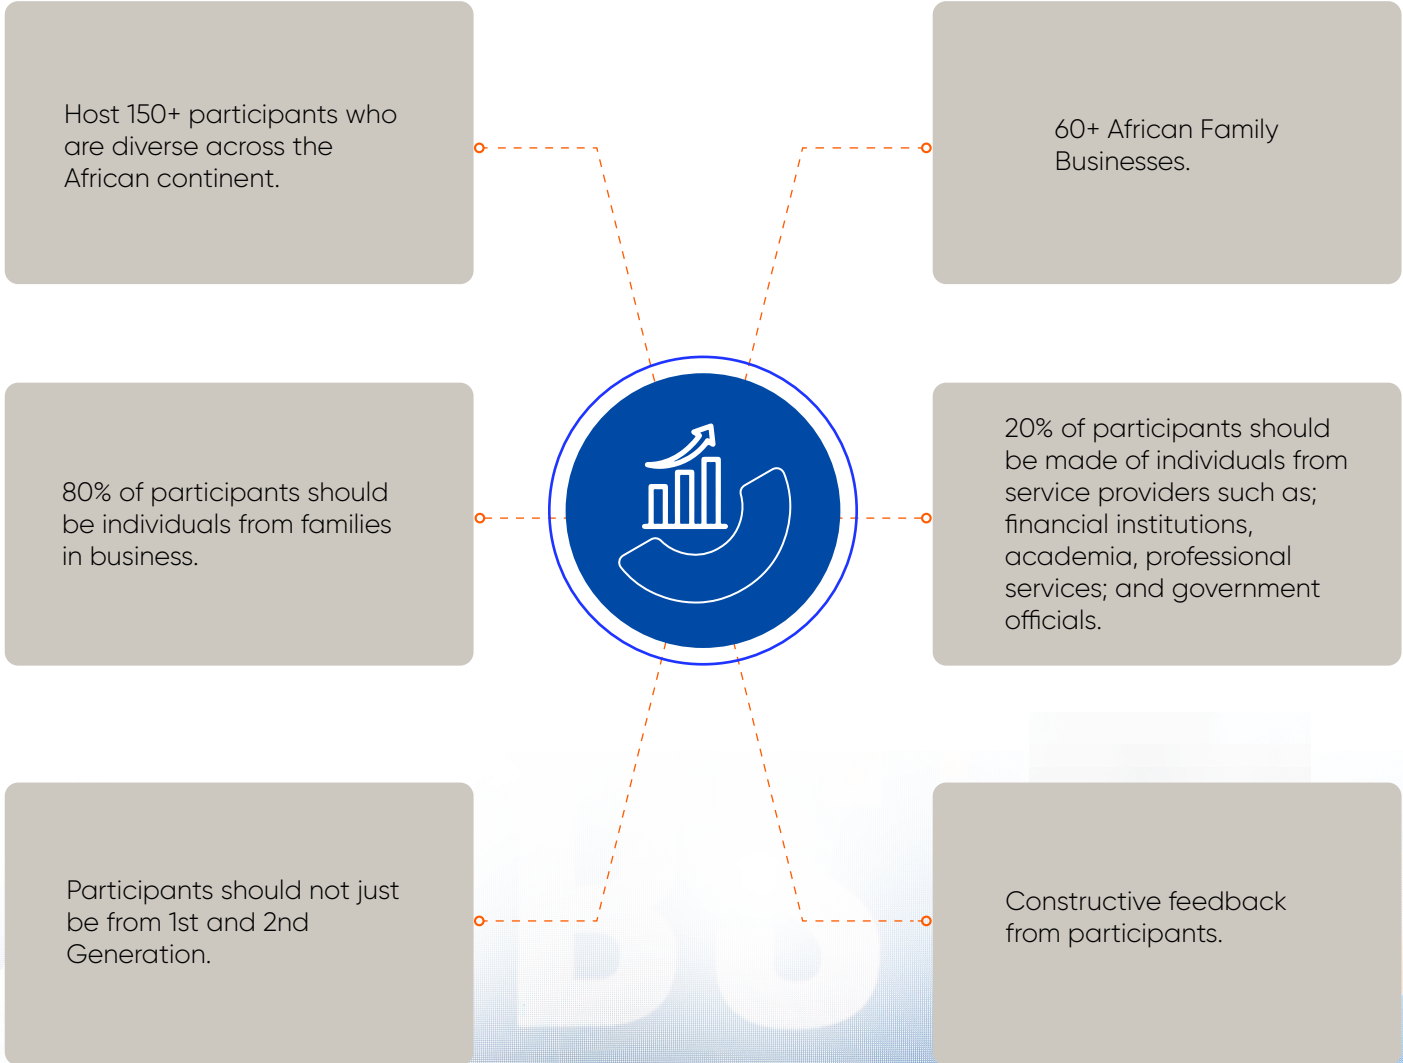 Host 150+ participants who
are diverse across the
African continent.
60+ African Family
Businesses.
80% of participants should
be individuals from families
in business.
20% of participants should
be made of individuals from
service providers such as;
financial institutions,
academia, professional
services; and government
officials.
Participants should not just
be from 1st and 2nd
Generation.
Constructive feedback
from participants.